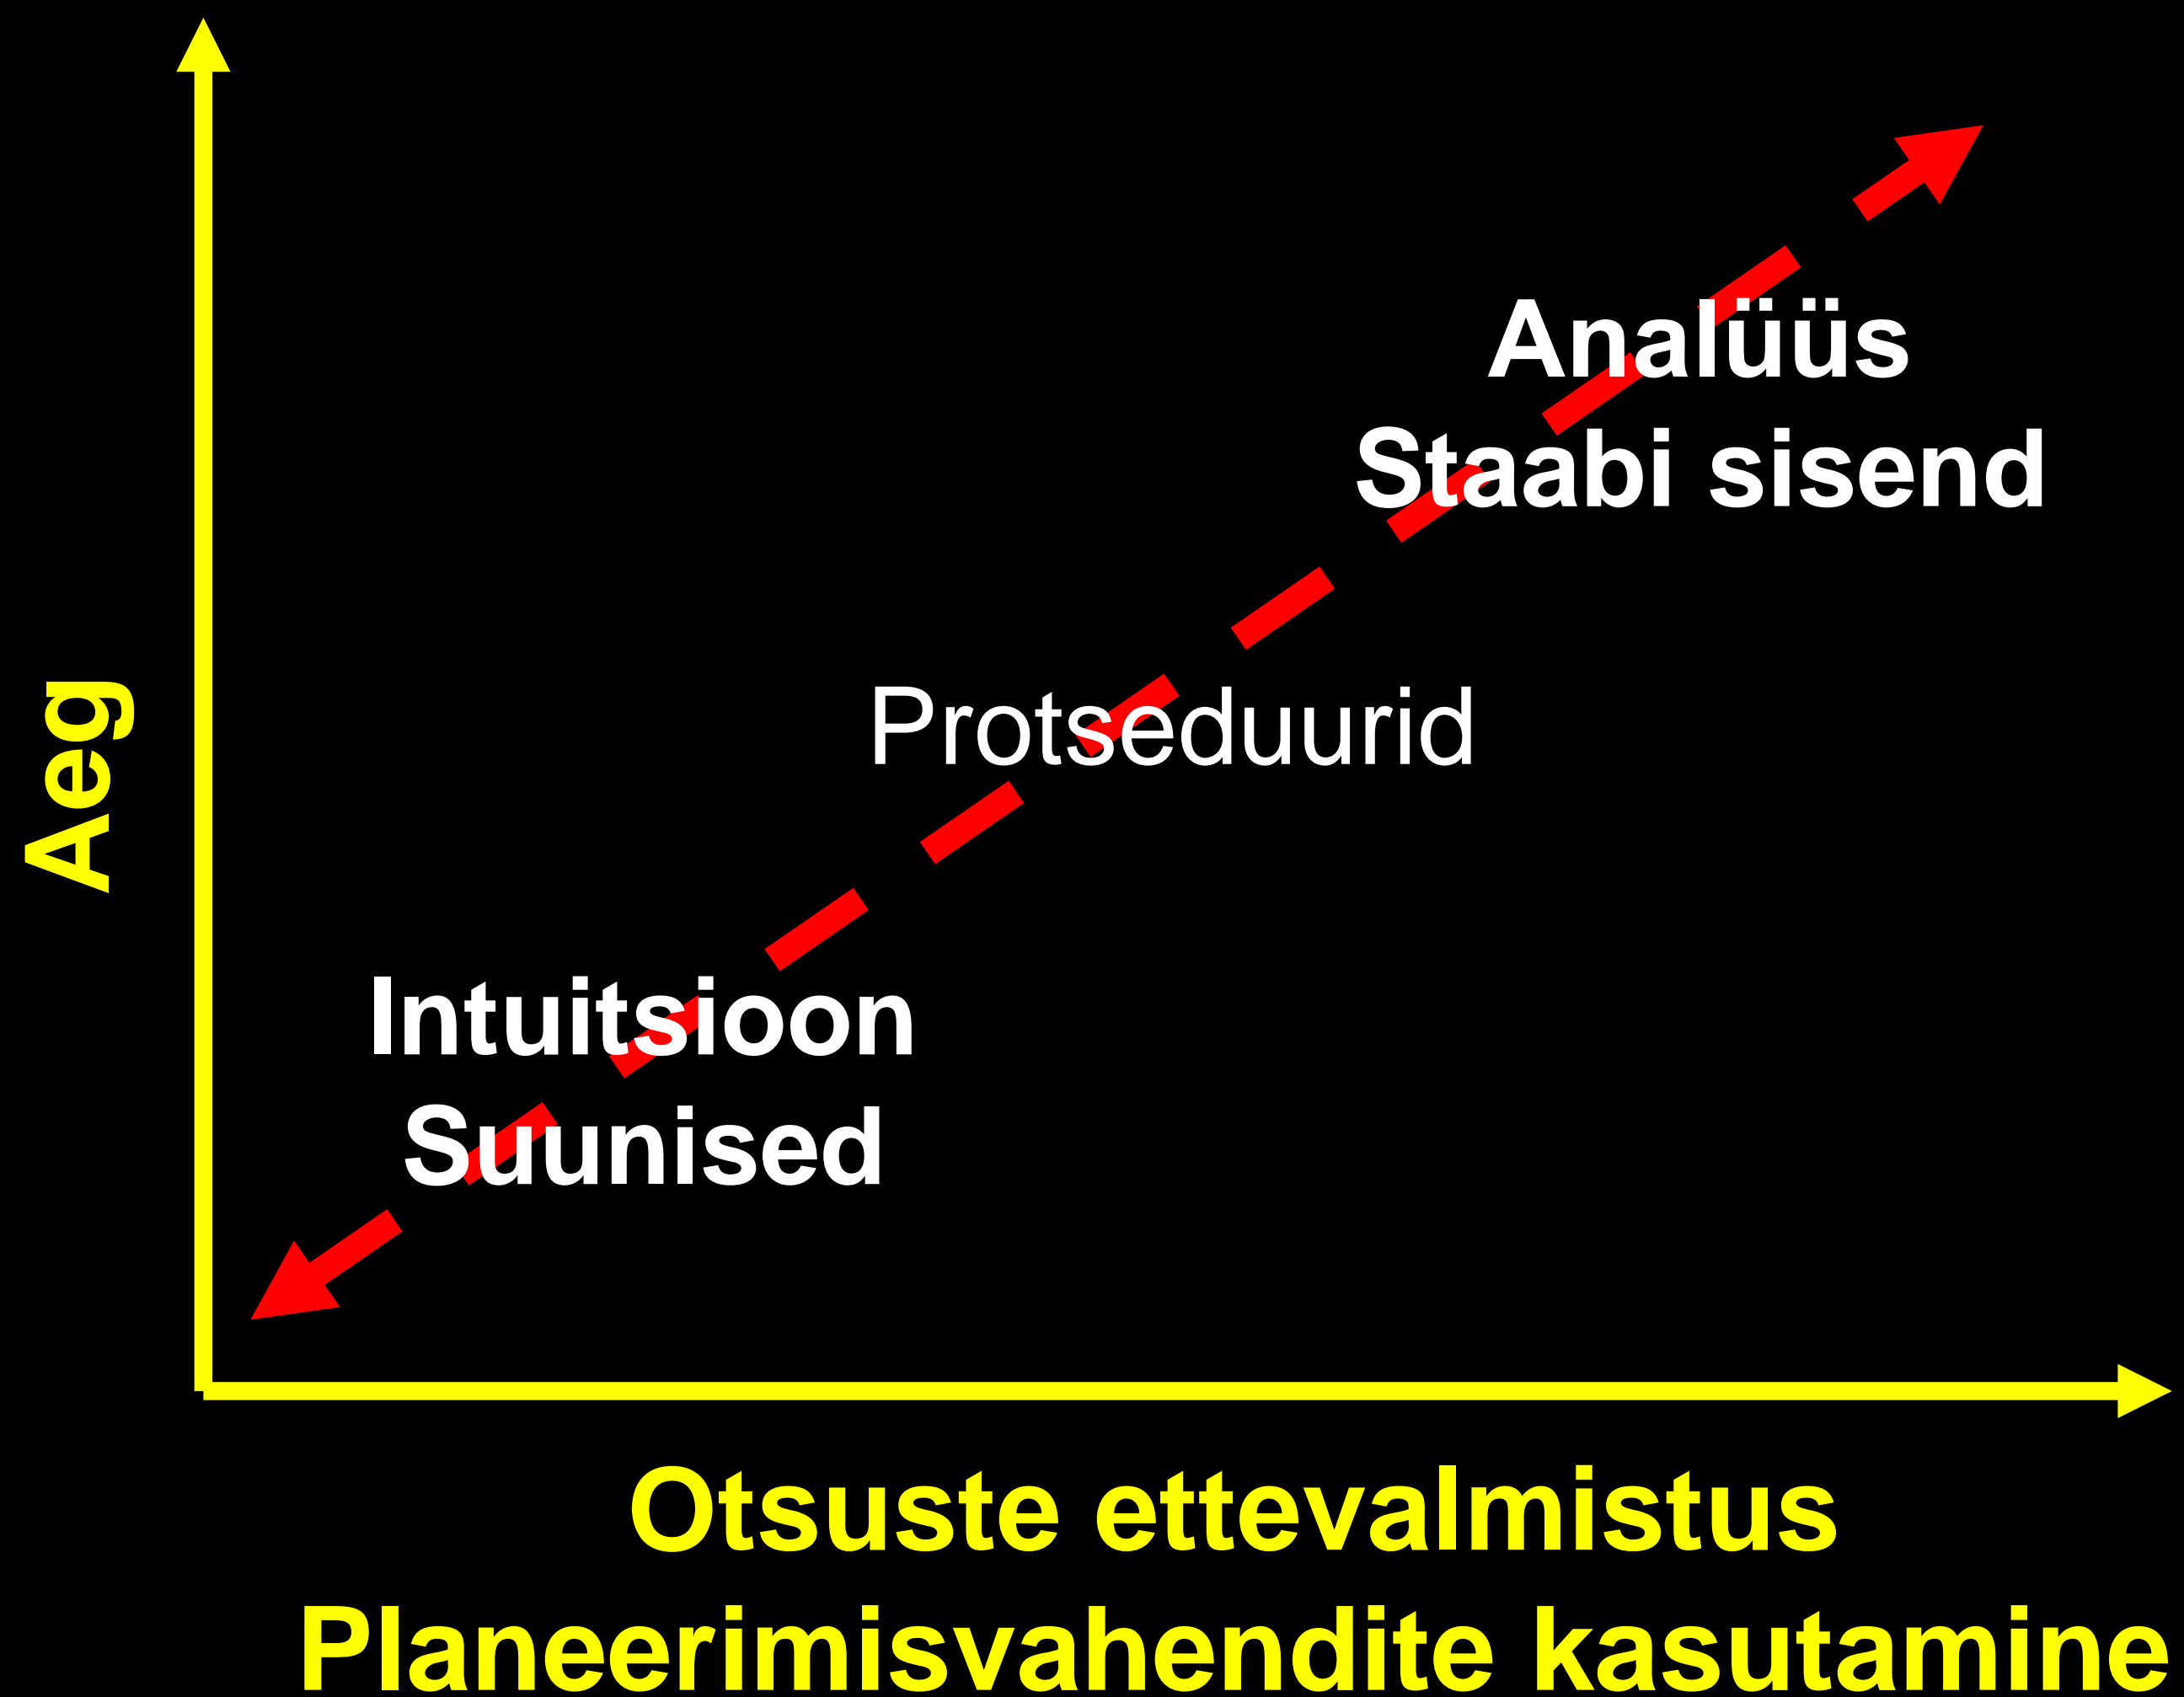 Analüüs
Staabi sisend
Protseduurid
Aeg
Intuitsioon
Suunised
Otsuste ettevalmistus
Planeerimisvahendite kasutamine